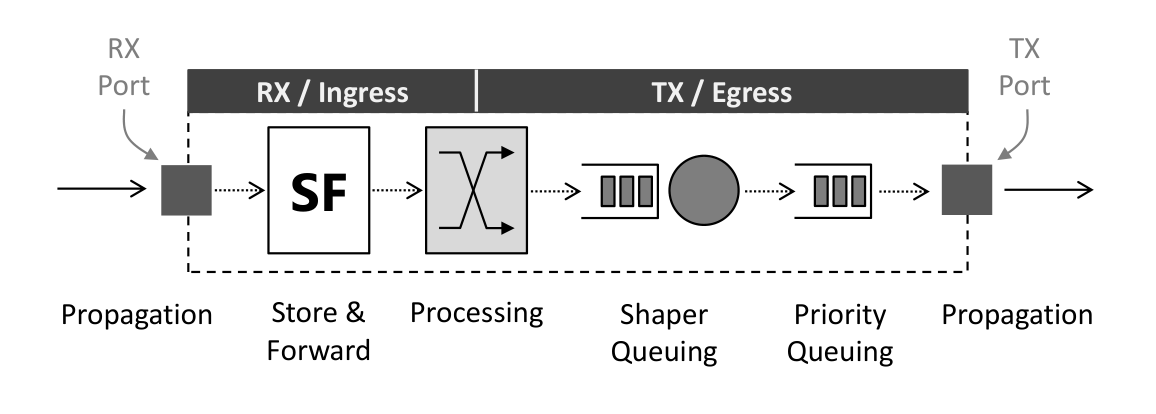 RX
Port
TX
Port
RX / Ingress
TX / Egress
SF
Propagation
Store &
Forward
Processing
Shaper
Queuing
Priority
Queuing
Propagation